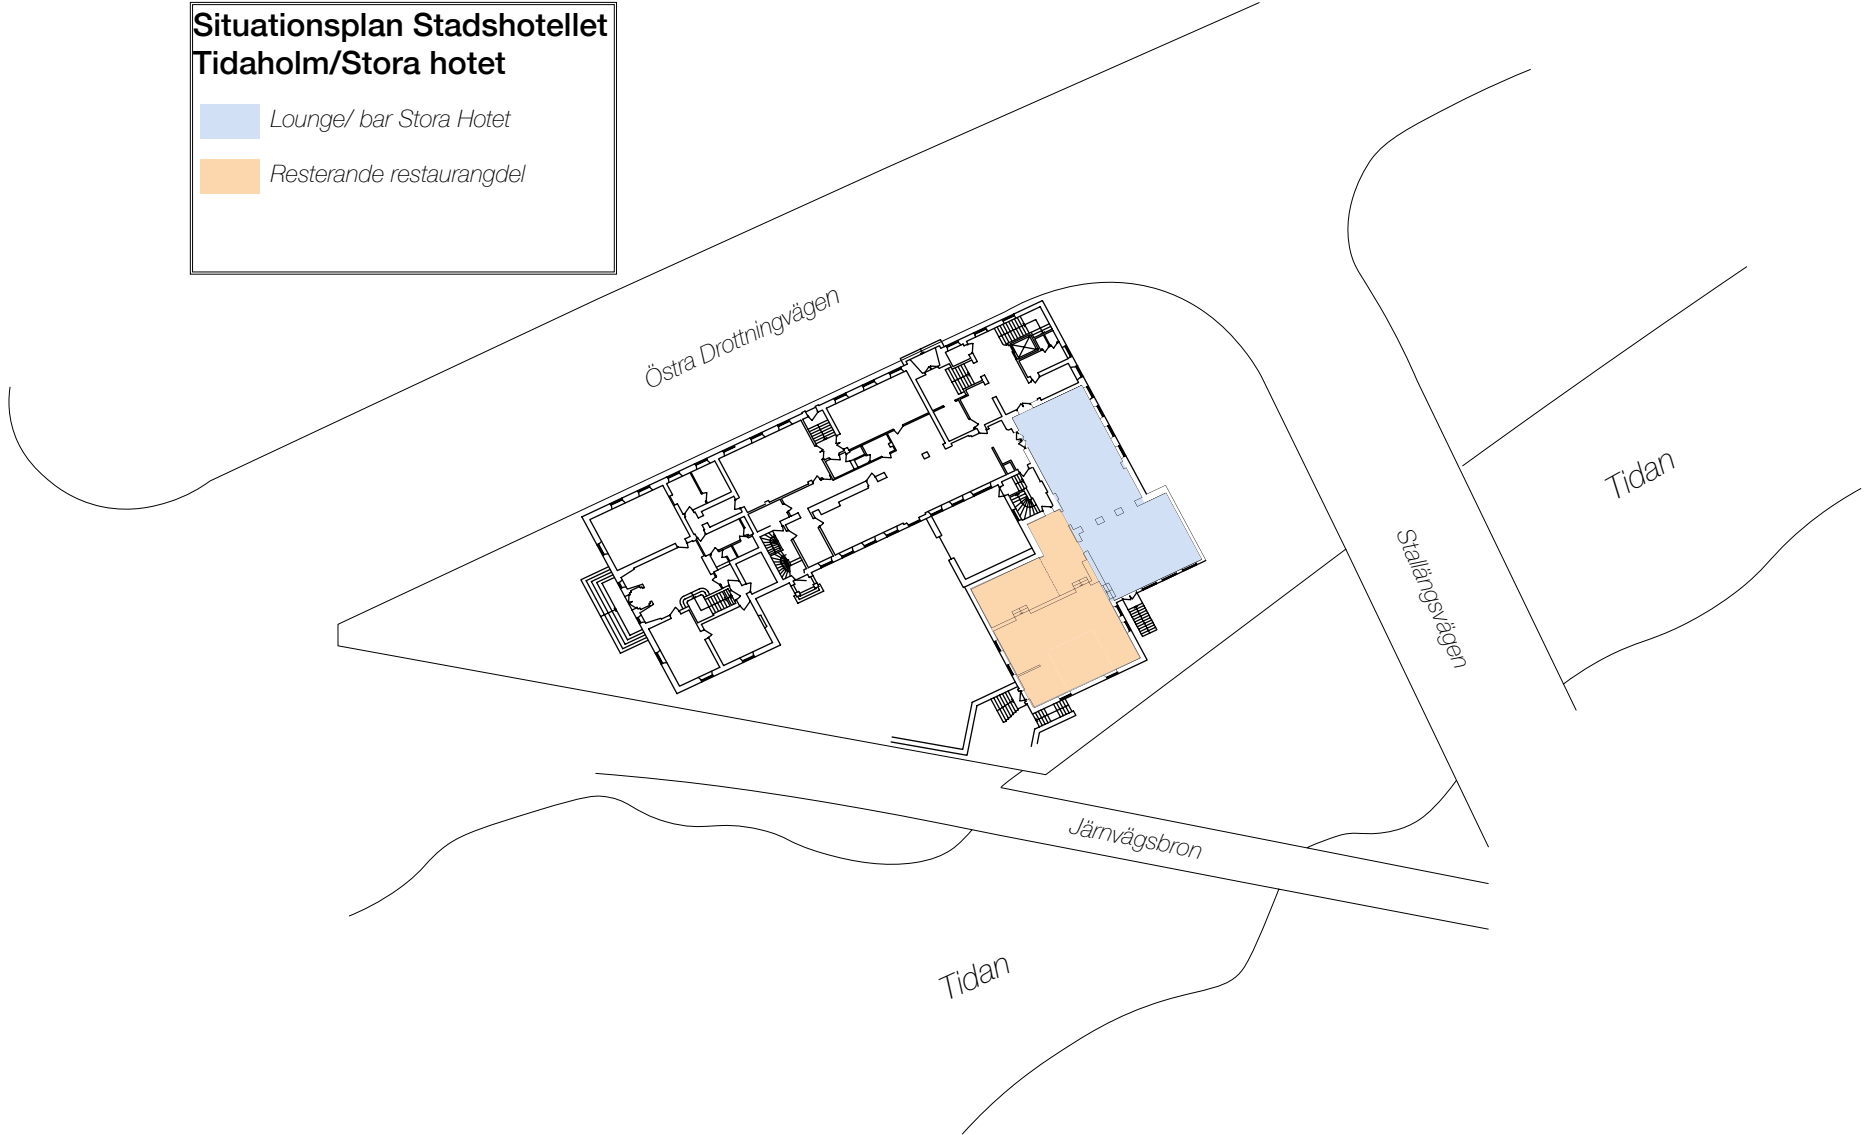 Situationsplan Stadshotellet
Tidaholm/Stora hotet
Lounge/ bar Stora Hotet
Resterande restaurangdel
Östra Drottningvägen
Tidan
Stallängsvägen
Järnvägsbron
Tidan